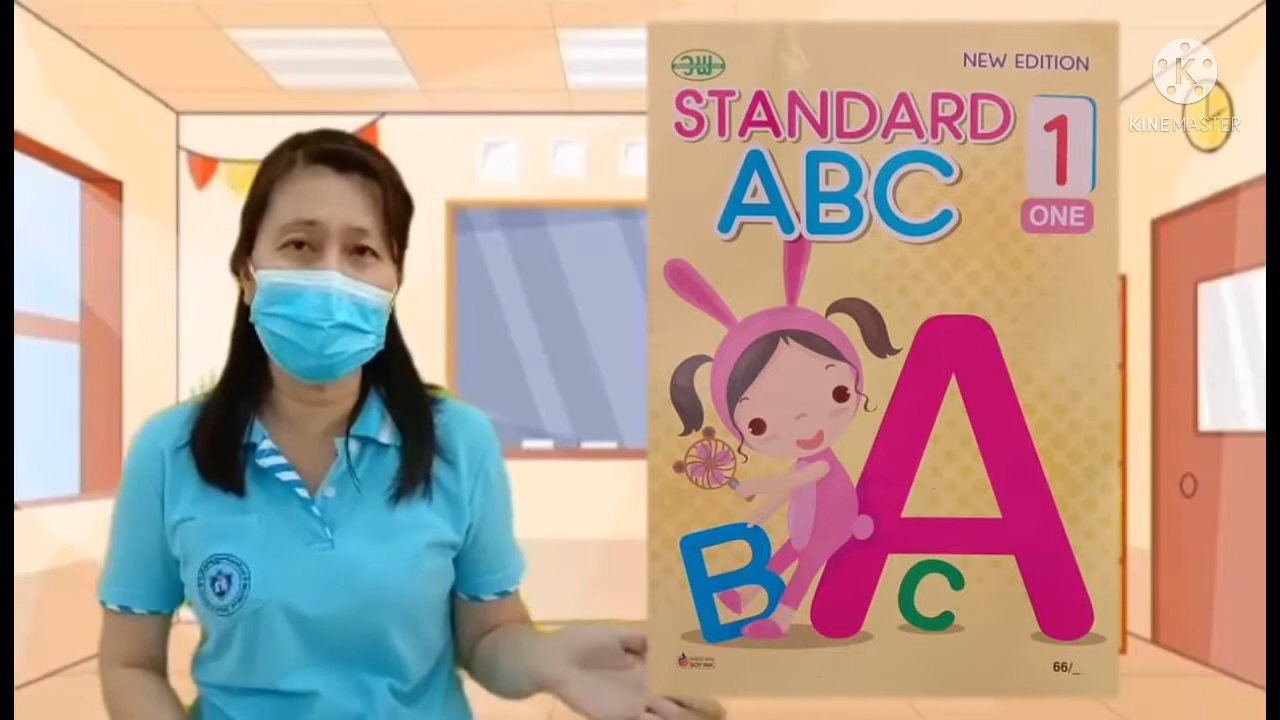 NEW EDITION
STANDARD
ABC
1
ONE
A
B
C
66/_
K
KINEMASTER